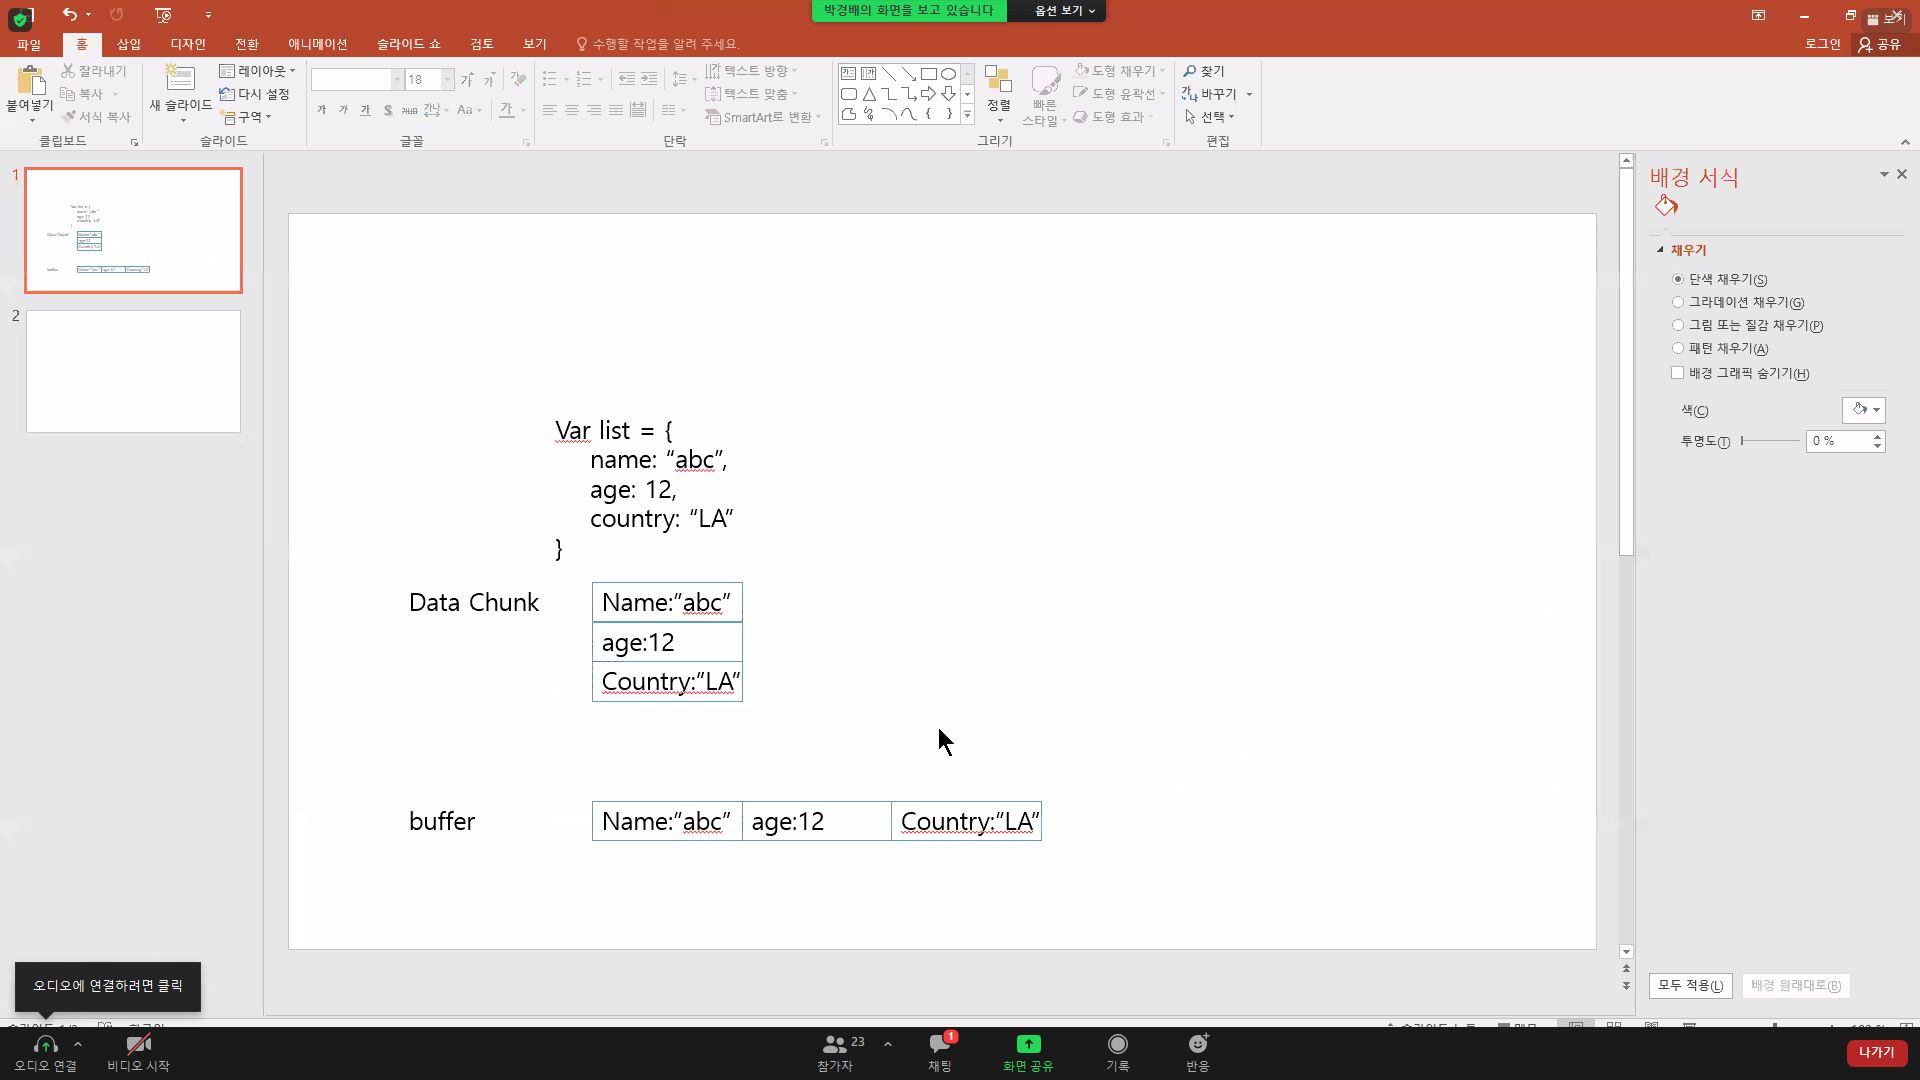 박경배의 화면을 보고 있습니다 옵션 보기
보기
파일 홈 삽입 디자인 전환 애니메이션 슬라이드 쇼 검토 보기 수행할 작업을 알려 주세요. 로그인 공유
붙여넣기
잘라내기
복사
서식 복사
클립보드
새 슬라이드
레이아웃
다시 설정
구역
슬라이드
18
가 가 가 S 간 Aa 가
글꼴
텍스트 방향
텍스트 맞춤
SmartArt로 변환
단락
정렬
빠른
스타일
도형 채우기
도형 윤곽선
도형 효과
그리기
찾기
바꾸기
선택
편집
1
2
Var list = {
name: “abc”,
age: 12,
country: “LA”
}
Data Chunk
Name:”abc”
age:12
Country:”LA”
buffer
Name:”abc” age:12 Country:”LA”
배경 서식
채우기
단색 채우기(S)
그라데이션 채우기(G)
그림 또는 질감 채우기(P)
패턴 채우기(A)
배경 그래픽 숨기기(H)
색(C)
투명도(T) 0 %
모두 적용(L) 배경 원래대로(B)
오디오에 연결하려면 클릭
오디오 연결
비디오 시작
23
참가자
1
채팅
화면 공유
기록
반응
나가기